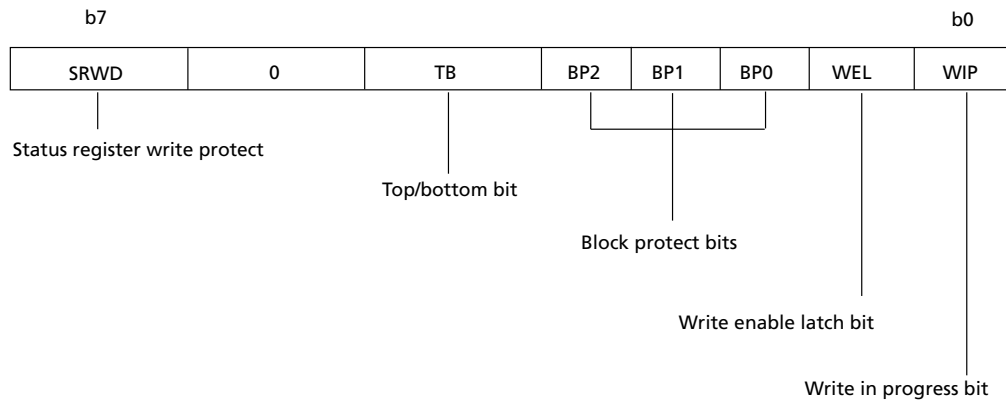 b7 b0
SRWD 0 TB BP2 BP1 BP0 WEL WIP
Status register write protect
Top/bottom bit
Block protect bits
Write enable latch bit
Write in progress bit